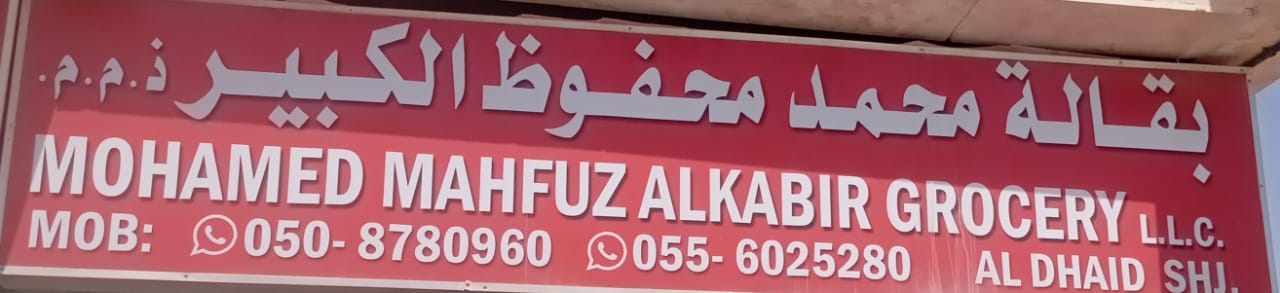 بقالة محمد محفوظ الكبير ذ.م.م.
MOHAMED MAHFUZ ALKABIR GROCERY L.L.C.
MOB: 050- 8780960 055- 6025280 AL DHAID SHJ.